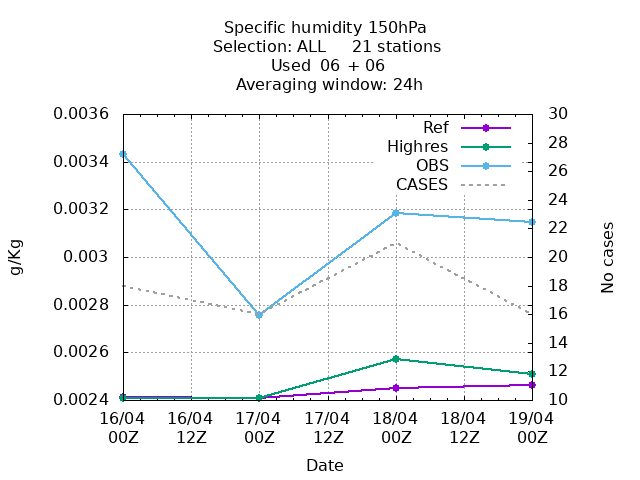 Specific humidity 150hPa
Selection: ALL     21 stations
Used  06 + 06
Averaging window: 24h
0.0036
0.0034
0.0032
0.003
0.0028
0.0026
0.0024
30
28
26
24
22
20
18
16
14
12
10
Ref
Highres
OBS
CASES
g/Kg
No cases
16/04 16/04 17/04 17/04 18/04 18/04 19/04
00Z 12Z 00Z 12Z 00Z 12Z 00Z
Date